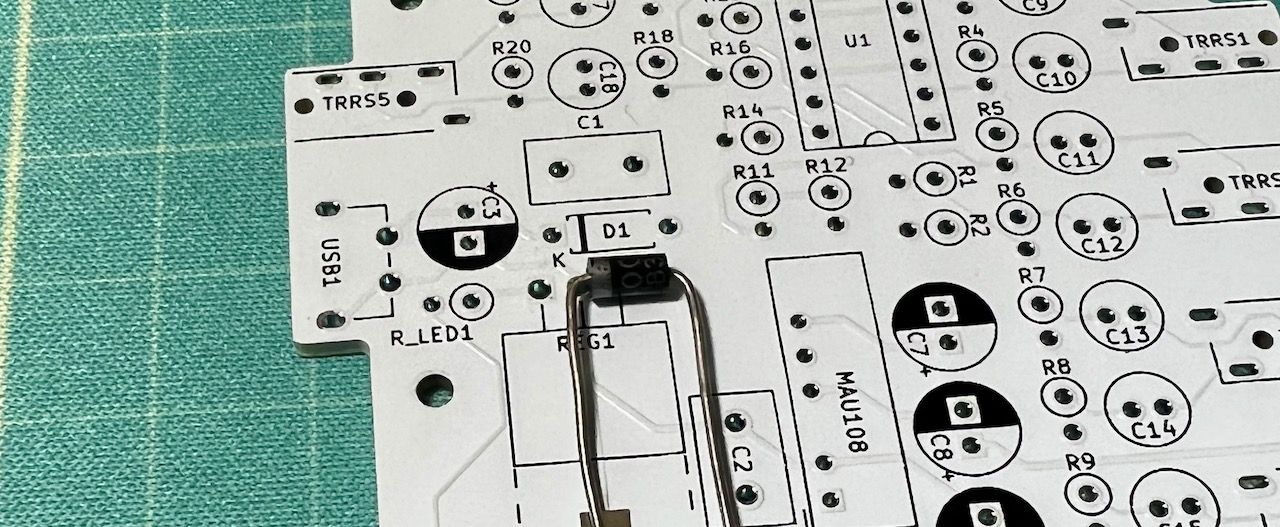 R20
R18
R16
U1
R4
C9
TRRS1
C10
TRRS5
C18
C1
R14
R5
C11
R11
R12
R1
R6
TRRS
C3
D1
R2
C12
USB1
K
R7
R_LED1
REG1
C7
C13
R8
MAU108
C14
C2
C8
R9